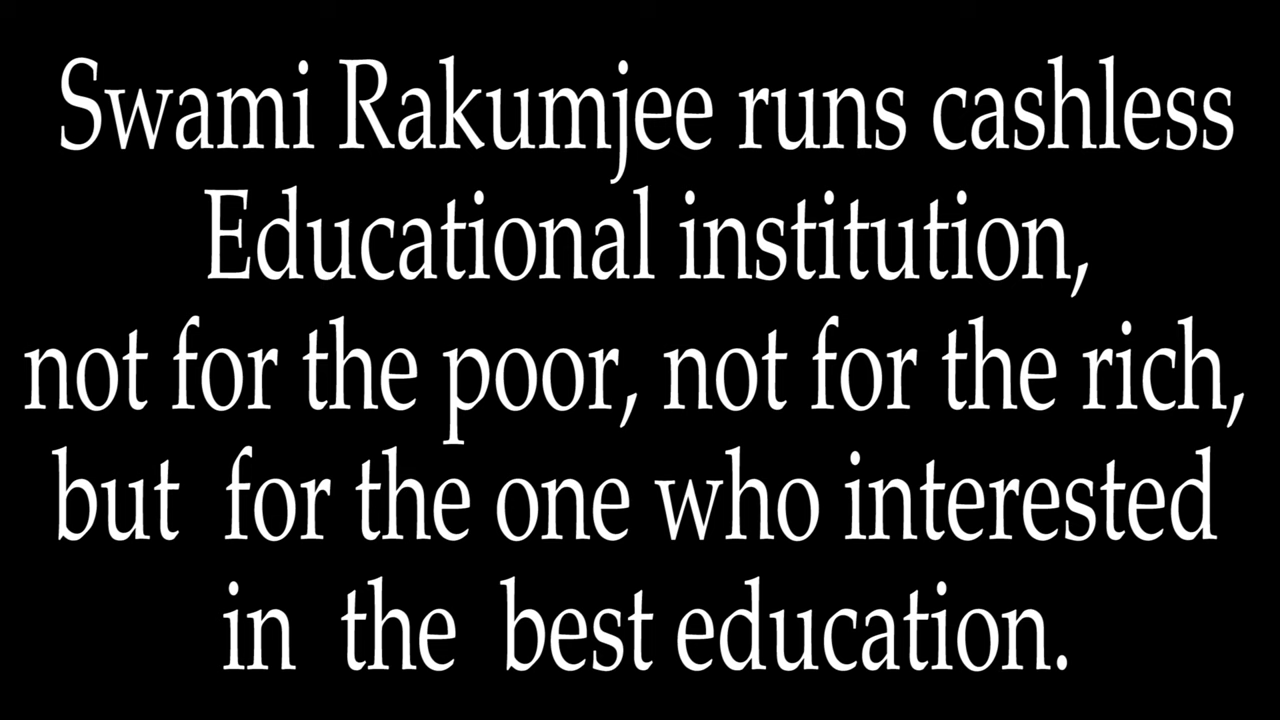 Swami Rakumjee runs cashless
Educational institution,
not for the poor, not for the rich,
but for the one who interested
in the best education.